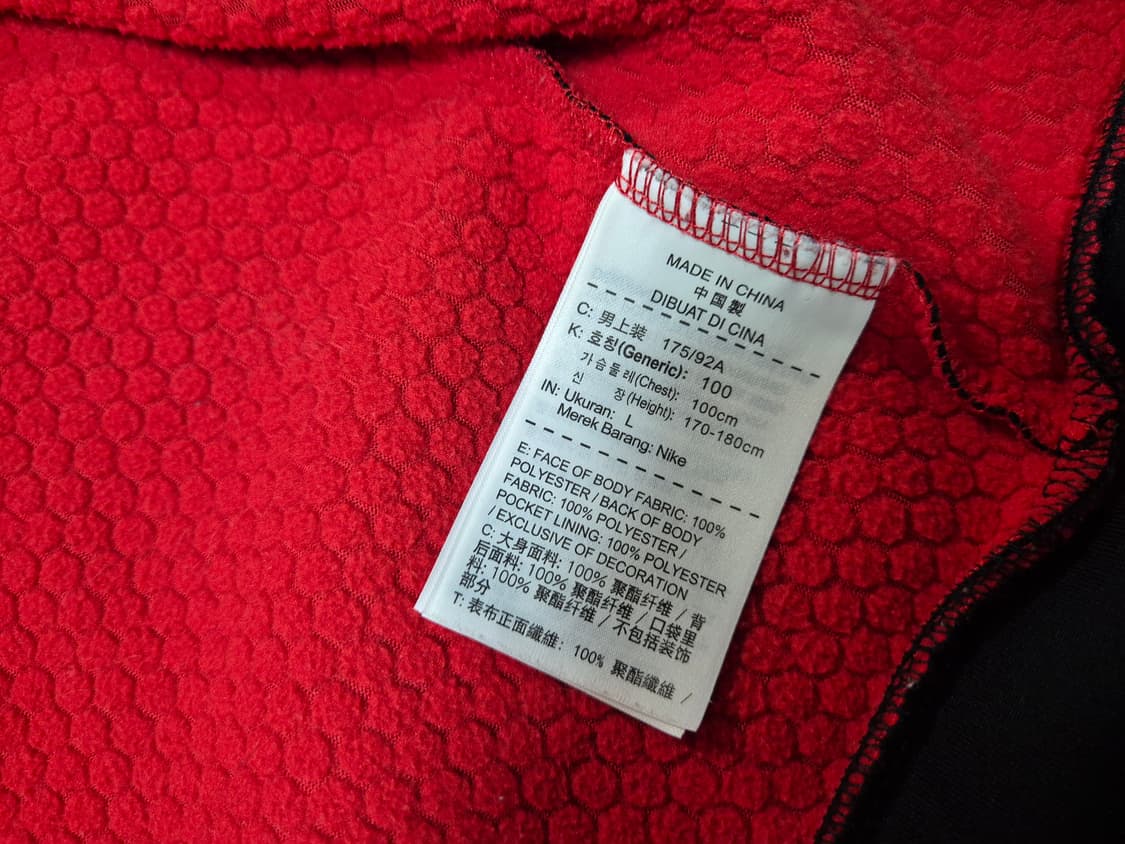 MADE IN CHINA
中国製
DIBUAT DI CINA
C: 男上装 175/92A
K: 호칭(Generic): 100
가슴둘레(Chest): 100cm
신 장(Height): 170-180cm
IN: Ukuran: L
Merek Barang: Nike
E: FACE OF BODY FABRIC: 100%
POLYESTER / BACK OF BODY
FABRIC: 100% POLYESTER /
POCKET LINING: 100% POLYESTER
/ EXCLUSIVE OF DECORATION
C: 大身面料: 100% 聚酯纤维 / 背
后面料: 100% 聚酯纤维 / 口袋里
料: 100% 聚酯纤维 / 不包括装饰
部分
T: 表布正面纖維: 100% 聚酯纖維 /